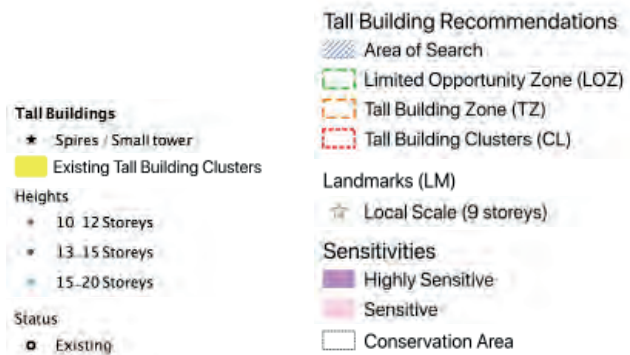 Tall Buildings
Spires / Small tower
Existing Tall Building Clusters
Heights
10-12 Storeys
13-15 Storeys
15-20 Storeys
Status
Existing
Tall Building Recommendations
Area of Search
Limited Opportunity Zone (LOZ)
Tall Building Zone (TZ)
Tall Building Clusters (CL)
Landmarks (LM)
Local Scale (9 storeys)
Sensitivities
Highly Sensitive
Sensitive
Conservation Area